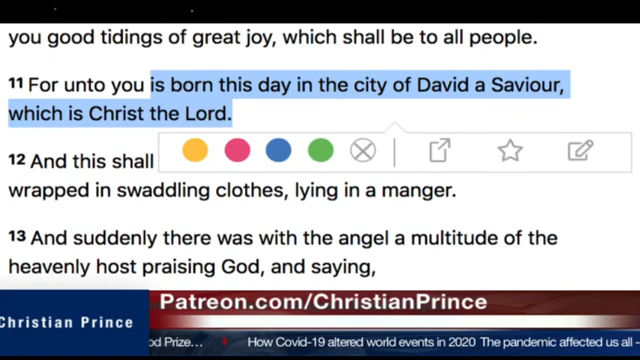 you good tidings of great joy, which shall be to all people.
11 For unto you is born this day in the city of David a Saviour,
which is Christ the Lord.
12 And this shall
wrapped in swaddling clothes, lying in a manger.
13 And suddenly there was with the angel a multitude of the
heavenly host praising God, and saying,
Patreon.com/ChristianPrince
Christian Prince
Prize... How Covid-19 altered world events in 2020 The pandemic affected us all -